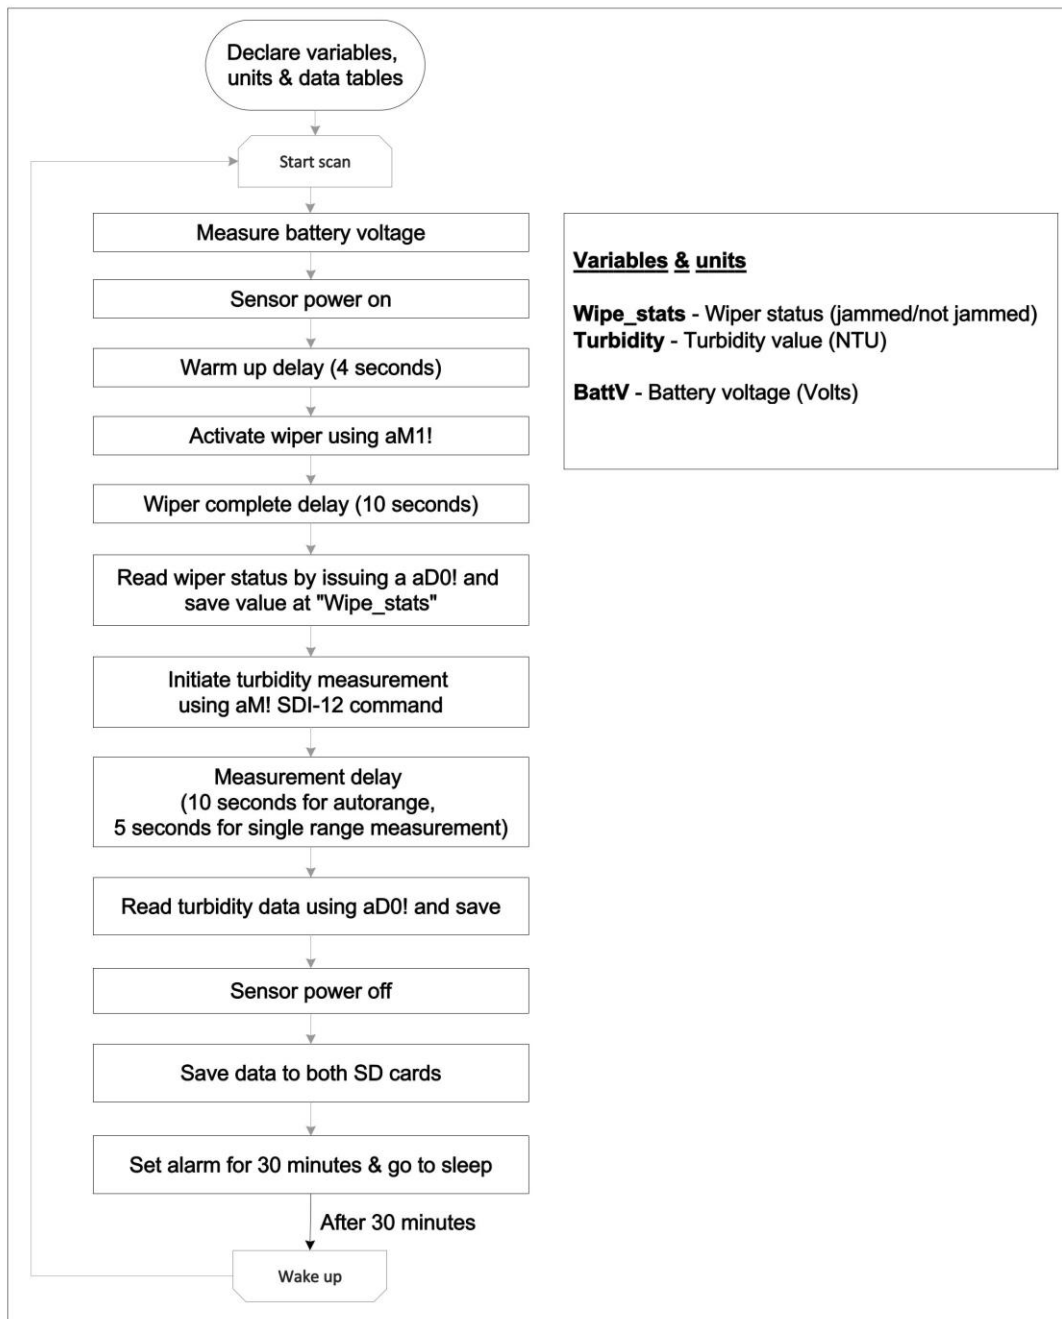 Declare variables,
units & data tables
Start scan
Measure battery voltage
Sensor power on
Warm up delay (4 seconds)
Activate wiper using aM1!
Wiper complete delay (10 seconds)
Read wiper status by issuing a aD0! and
save value at "Wipe_stats"
Initiate turbidity measurement
using aM! SDI-12 command
Measurement delay
(10 seconds for autorange,
5 seconds for single range measurement)
Read turbidity data using aD0! and save
Sensor power off
Save data to both SD cards
Set alarm for 30 minutes & go to sleep
After 30 minutes
Wake up
Variables & units
Wipe_stats - Wiper status (jammed/not jammed)
Turbidity - Turbidity value (NTU)
BattV - Battery voltage (Volts)